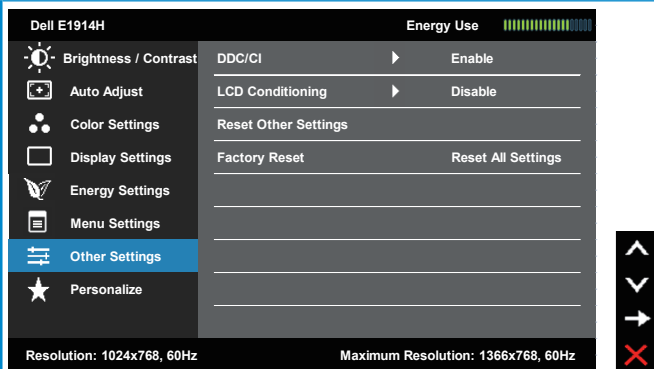 Dell E1914H Energy Use
Brightness / Contrast DDC/CI Enable
Auto Adjust LCD Conditioning Disable
Color Settings Reset Other Settings
Display Settings Factory Reset Reset All Settings
Energy Settings
Menu Settings
Other Settings
Personalize
Resolution: 1024x768, 60Hz Maximum Resolution: 1366x768, 60Hz